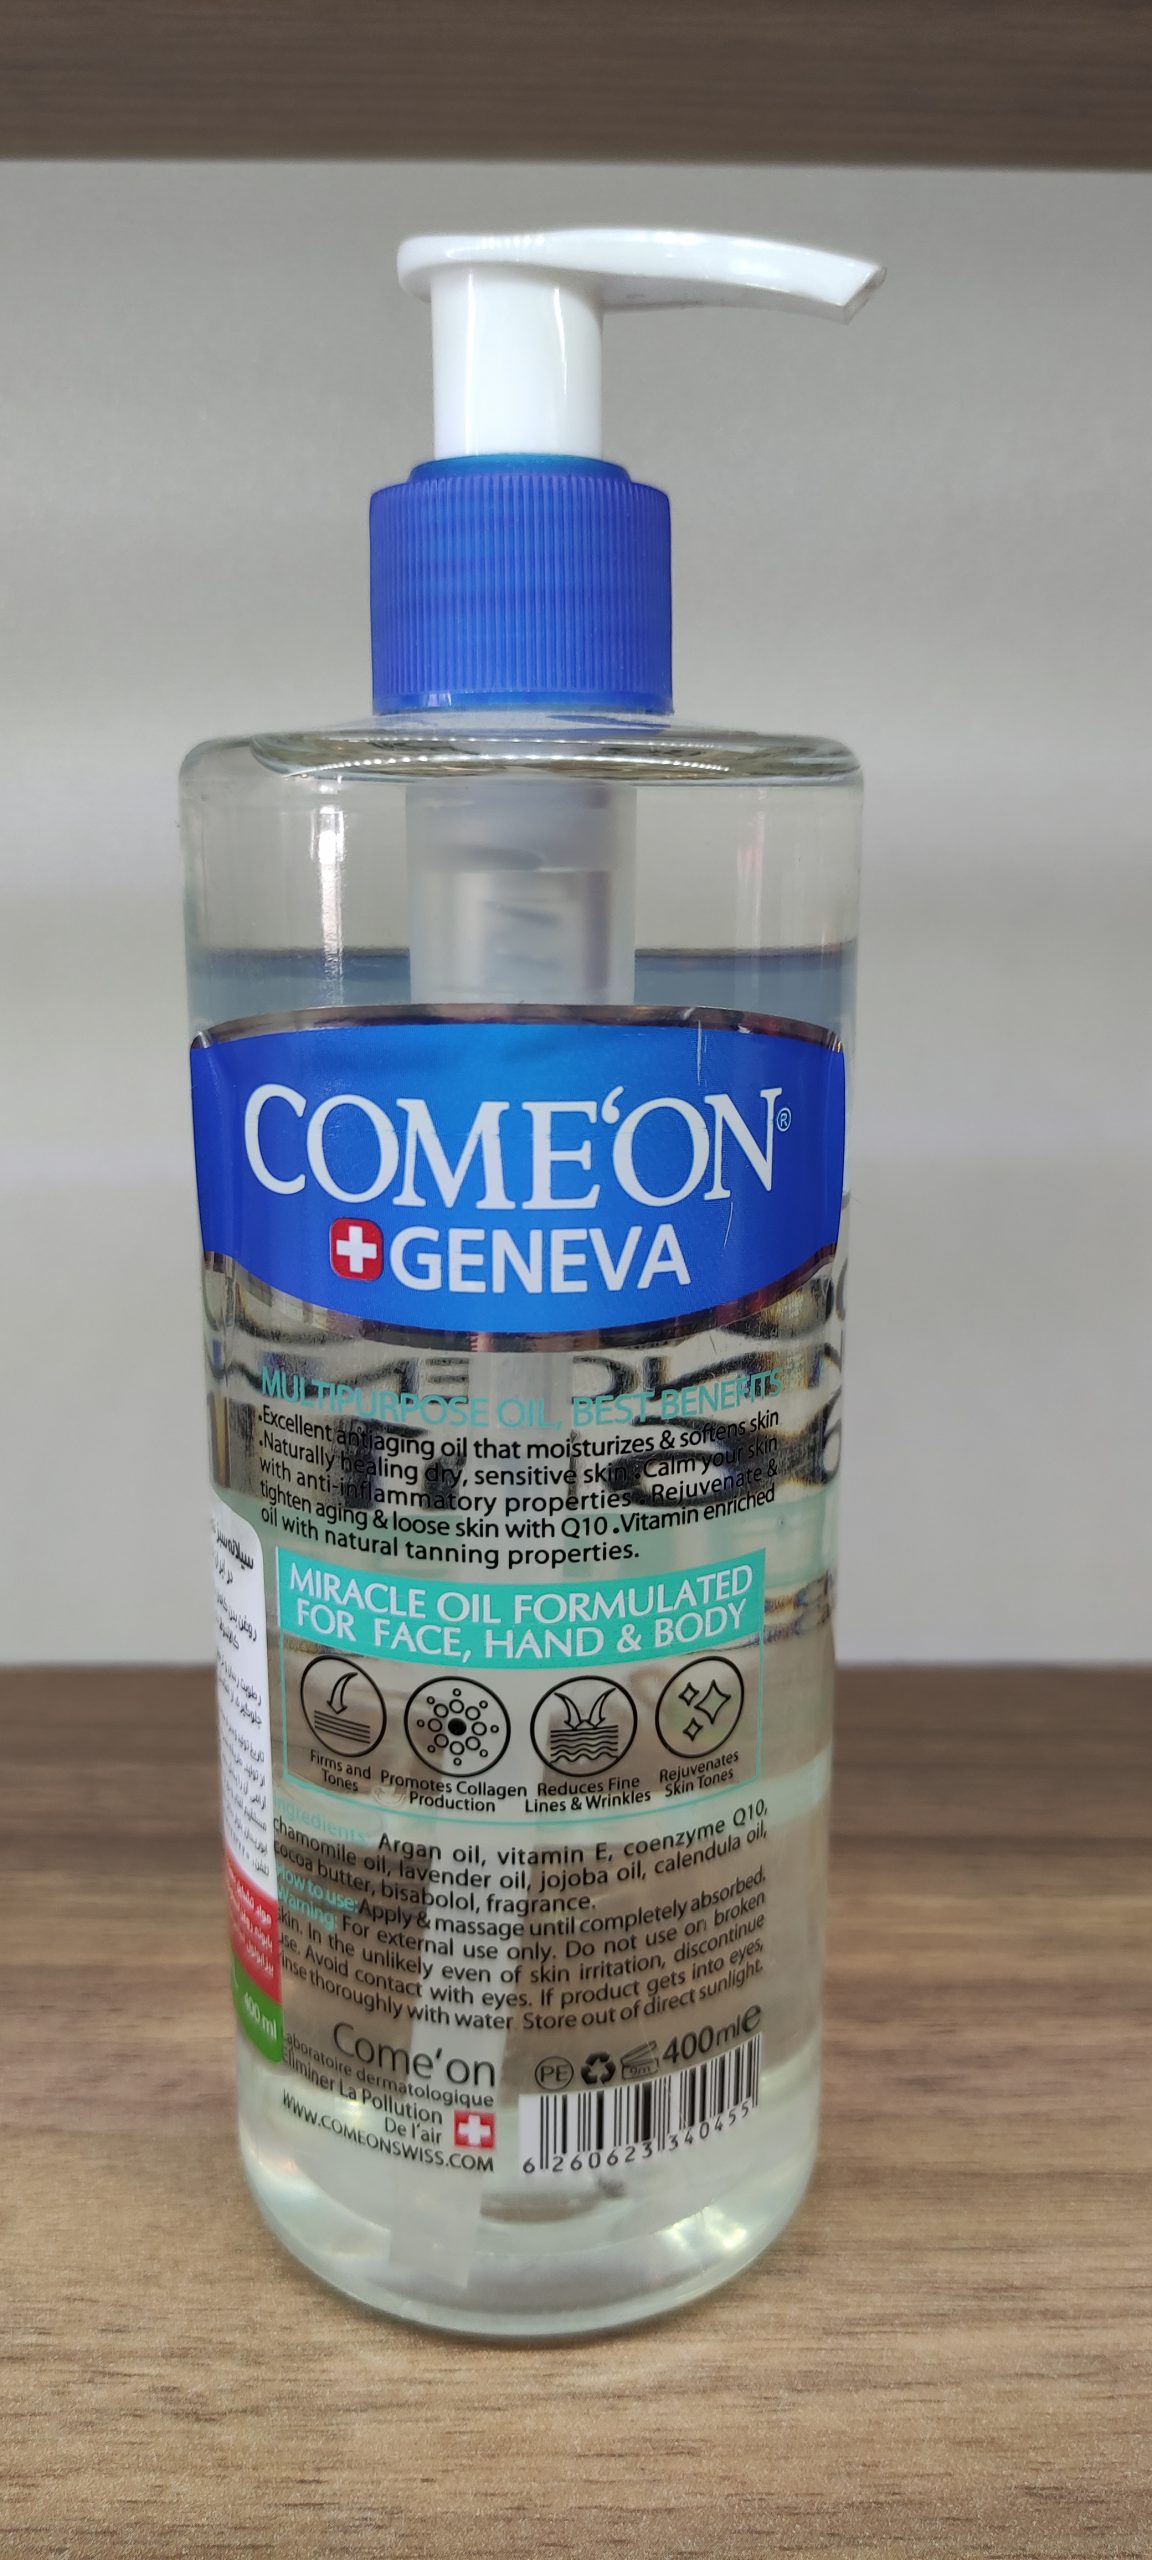 COME'ON®
GENEVA
MULTIPURPOSE OIL, BEST BENEFITS
•Excellent antiaging oil that moisturizes & softens skin
•Naturally healing dry, sensitive skin •Calm your skin
with anti-inflammatory properties •Rejuvenate &
tighten aging & loose skin with Q10 •Vitamin enriched
oil with natural tanning properties.
MIRACLE OIL FORMULATED
FOR FACE, HAND & BODY
Firms and
Tones
Promotes Collagen
Production
Reduces Fine
Lines & Wrinkles
Rejuvenates
Skin Tones
ingredients: Argan oil, vitamin E, coenzyme Q10,
chamomile oil, lavender oil, jojoba oil, calendula oil,
cocoa butter, bisabolol, fragrance.
How to use: Apply & massage until completely absorbed.
Warning: For external use only. Do not use on broken
skin. In the unlikely even of skin irritation, discontinue
use. Avoid contact with eyes. If product gets into eyes,
rinse thoroughly with water. Store out of direct sunlight.
Come'on
Laboratoire dermatologique
Éliminer La Pollution
De l'air
WWW.COMEONSWISS.COM
PE
9m
400ml e
6 260623 340455
400 ml